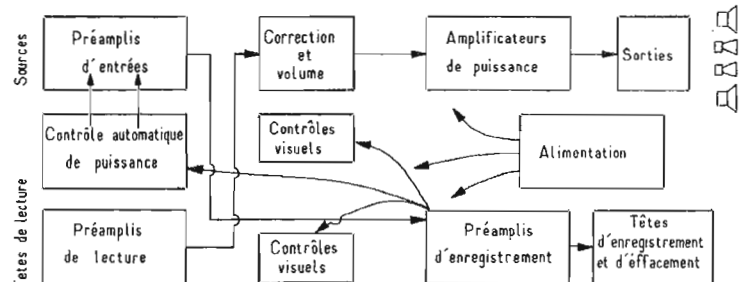 Sources
Préamplis
d'entrées
Correction
et
volume
Amplificateurs
de puissance
Sorties
Contrôle automatique
de puissance
Contrôles
visuels
Alimentation
Têtes de lecture
Préamplis
de lecture
Contrôles
visuels
Préamplis
d'enregistrement
Têtes
d'enregistrement
et d'éffacement